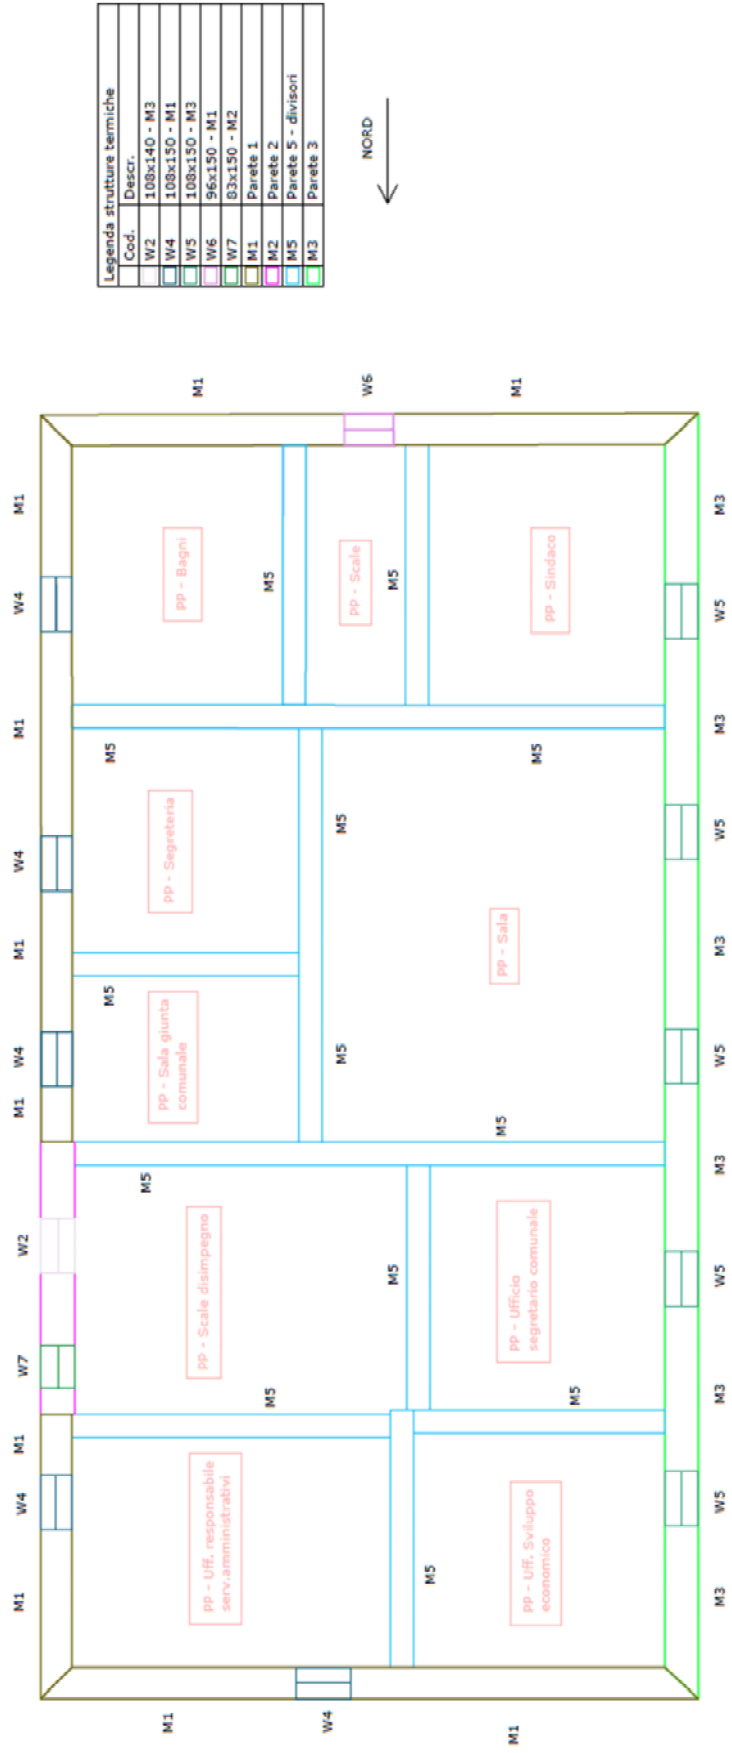 M1 W4 M1 W7 W2 M1 W4 M1 W4 M1 W4 M1
M5 M5
M5
M1
PP - Uff. responsabile
serv.amministrativi
PP - Scale disimpegno
PP - Sala giunta
comunale
PP - Segreteria
PP - Bagni
M1
M5
M5
W4
M5
M5
PP - Scale
W6
M5
M5
M5
M5
PP - Uff. Sviluppo
economico
PP - Ufficio
segretario comunale
PP - Sala
PP - Sindaco
M1
M5
M5
M5
M1
M3 W5 M3 W5 M3 W5 M3 W5 M3 W5 M3
Legenda strutture termiche
Cod. Descr.
W2 108x140 - M3
W4 108x150 - M1
W5 108x150 - M3
W6 96x150 - M1
W7 83x150 - M2
M1 Parete 1
M2 Parete 2
M5 Parete 5 - divisori
M3 Parete 3
NORD